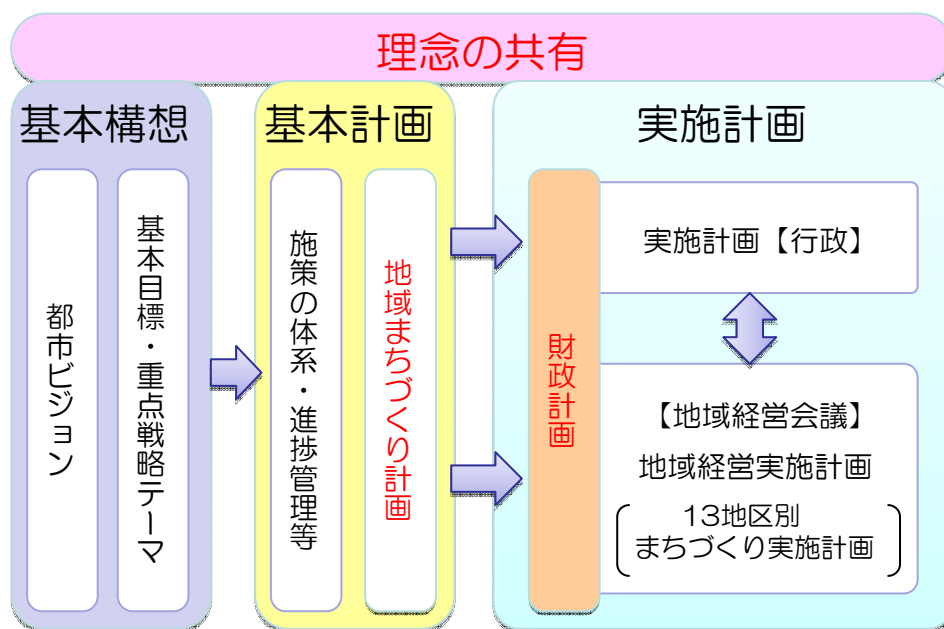 理念の共有
基本構想
都市ビジョン
基本目標・重点戦略テーマ
基本計画
施策の体系・進捗管理等
地域まちづくり計画
実施計画
財政計画
実施計画【行政】
【地域経営会議】
地域経営実施計画
13地区別
まちづくり実施計画